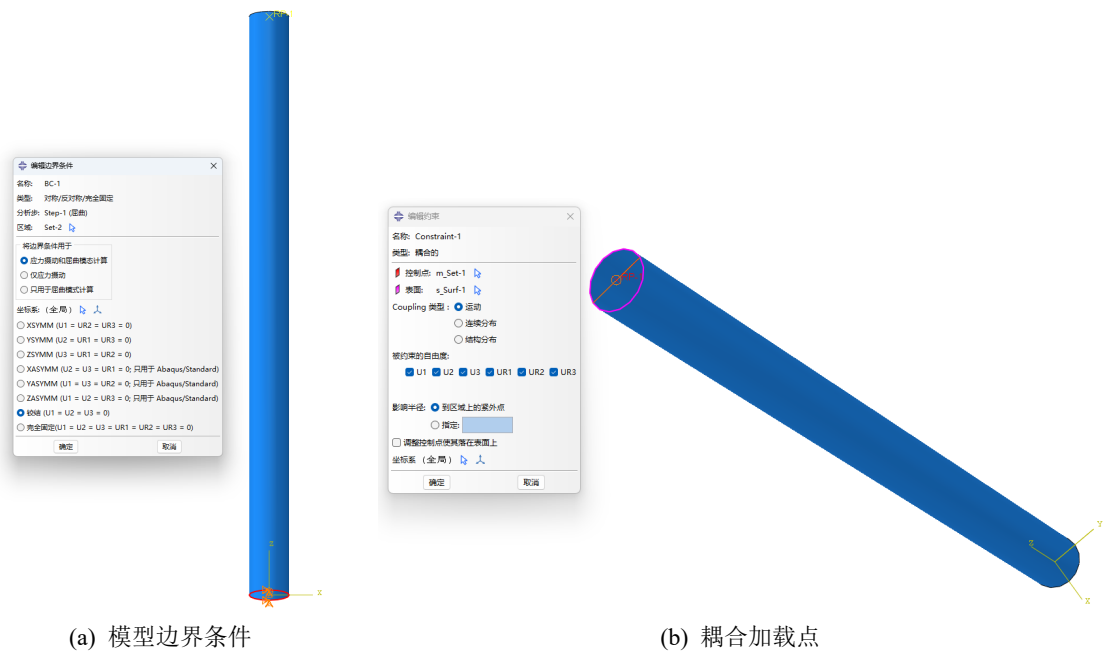 RP
编辑边界条件
名称: BC-1
类型: 对称/反对称/完全固定
分析步: Step-1 (屈曲)
区域: Set-2
将边界条件用于
应力摄动和屈曲模态计算
仅应力摄动
只用于屈曲模式计算
坐标系: (全局)
XSYMM (U1 = UR2 = UR3 = 0)
YSYMM (U2 = UR1 = UR3 = 0)
ZSYMM (U3 = UR1 = UR2 = 0)
XASYMM (U2 = U3 = UR1 = 0; 只用于 Abaqus/Standard)
YASYMM (U1 = U3 = UR2 = 0; 只用于 Abaqus/Standard)
ZASYMM (U1 = U2 = UR3 = 0; 只用于 Abaqus/Standard)
铰结 (U1 = U2 = U3 = 0)
完全固定(U1 = U2 = U3 = UR1 = UR2 = UR3 = 0)
确定 取消
Z
X
(a) 模型边界条件
编辑约束
名称: Constraint-1
类型: 耦合的
控制点: m_Set-1
表面: s_Surf-1
Coupling 类型: 运动
连续分布
结构分布
被约束的自由度:
U1 U2 U3 UR1 UR2 UR3
影响半径: 到区域上的紧外点
指定:
调整控制点使其落在表面上
坐标系 (全局)
确定 取消
Y
Z
X
(b) 耦合加载点